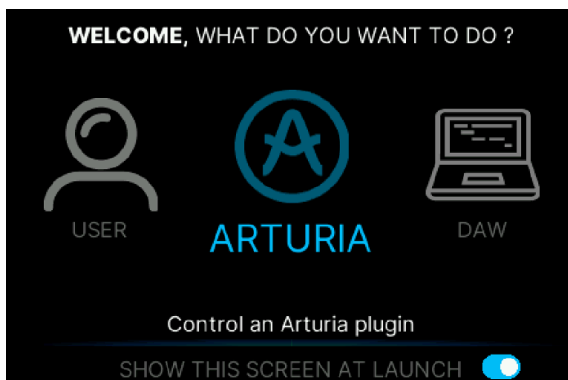 WELCOME, WHAT DO YOU WANT TO DO ?
USER
ARTURIA
DAW
Control an Arturia plugin
SHOW THIS SCREEN AT LAUNCH